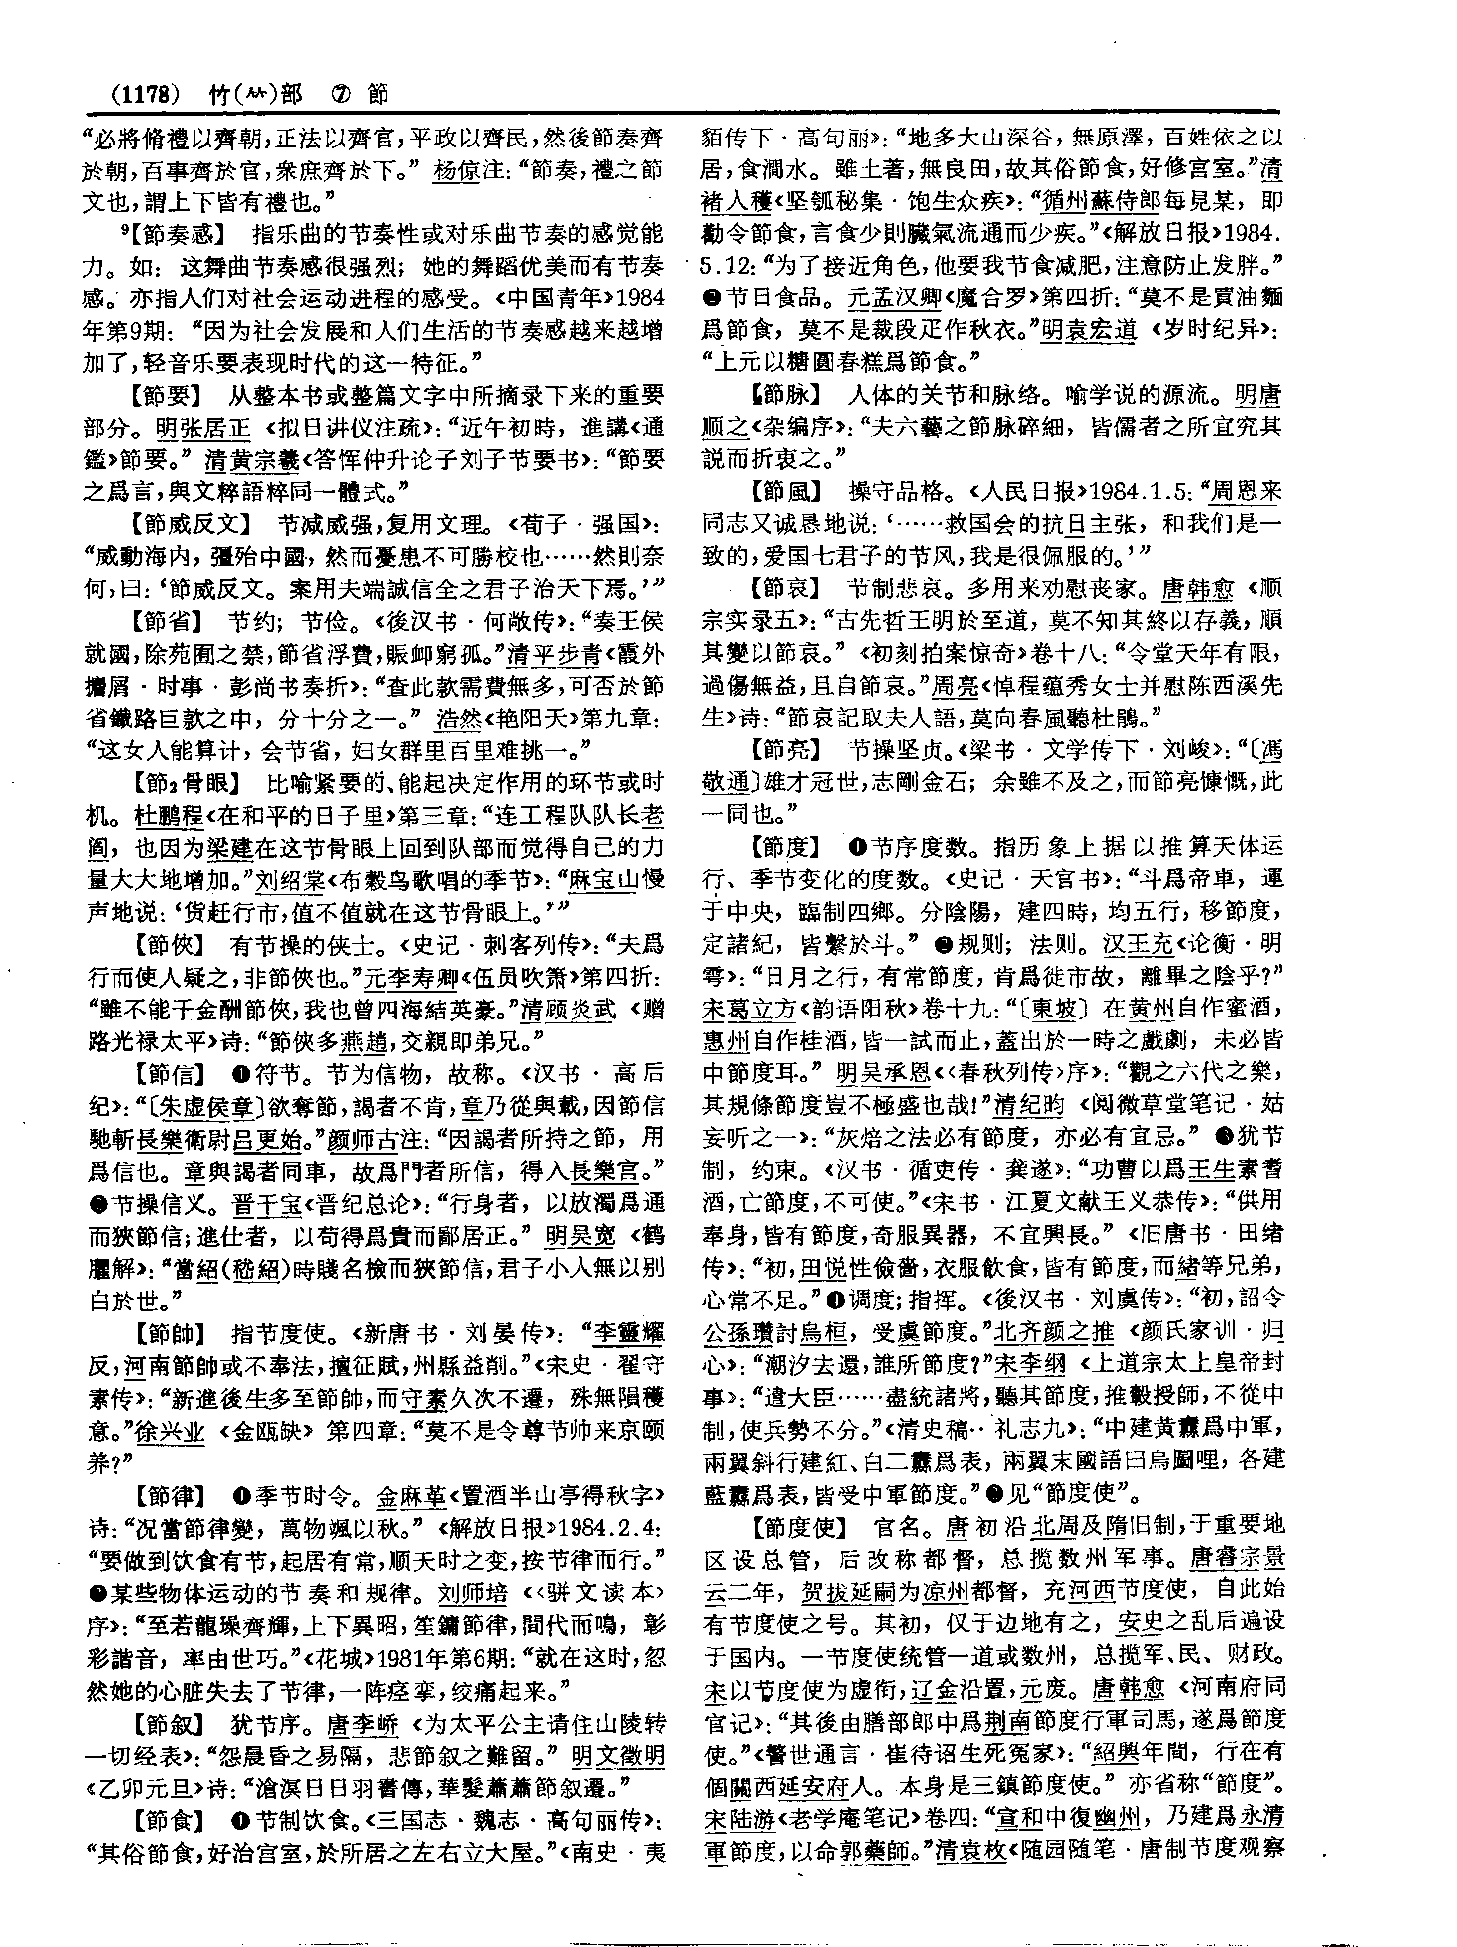 (1178) 竹(⺮)部 ⑦ 節
“必將脩禮以齊朝，正法以齊官，平政以齊民，然後節奏齊
於朝，百事齊於官，衆庶齊於下。” 杨倞注：“節奏，禮之節
文也，謂上下皆有禮也。”
⁹【節奏感】 指乐曲的节奏性或对乐曲节奏的感觉能
力。如：这舞曲节奏感很强烈；她的舞蹈优美而有节奏
感。亦指人们对社会运动进程的感受。《中国青年》1984
年第9期：“因为社会发展和人们生活的节奏感越来越增
加了，轻音乐要表现时代的这一特征。”
【節要】 从整本书或整篇文字中所摘录下来的重要
部分。明张居正《拟日讲仪注疏》：“近午初時，進講《通
鑑》節要。” 清黄宗羲《答恽仲升论子刘子节要书》：“節要
之爲言，與文粹語粹同一體式。”
【節威反文】 节减威强，复用文理。《荀子·强国》：
“威動海内，彊殆中國，然而憂患不可勝校也……然則奈
何，曰：‘節威反文。案用夫端誠信全之君子治天下焉。’”
【節省】 节约；节俭。《後汉书·何敞传》：“奏王侯
就國，除苑囿之禁，節省浮費，賑卹窮孤。”清平步青《霞外
攟屑·时事·彭尚书奏折》：“查此款需費無多，可否於節
省鐵路巨款之中，分十分之一。” 浩然《艳阳天》第九章：
“这女人能算计，会节省，妇女群里百里难挑一。”
【節₂骨眼】 比喻紧要的、能起决定作用的环节或时
机。杜鹏程《在和平的日子里》第三章：“连工程队队长老
阎，也因为梁建在这节骨眼上回到队部而觉得自己的力
量大大地增加。”刘绍棠《布穀鸟歌唱的季节》：“麻宝山慢
声地说：‘货赶行市，值不值就在这节骨眼上。’”
【節俠】 有节操的侠士。《史记·刺客列传》：“夫爲
行而使人疑之，非節俠也。”元李寿卿《伍员吹箫》第四折：
“雖不能千金酬節俠，我也曾四海結英豪。”清顾炎武《赠
路光禄太平》诗：“節俠多燕趙，交親即弟兄。”
【節信】 ❶符节。节为信物，故称。《汉书·高后
纪》：“〔朱虚侯章〕欲奪節，謁者不肯，章乃從與載，因節信
馳斬長樂衛尉吕更始。”颜师古注：“因謁者所持之節，用
爲信也。章與謁者同車，故爲門者所信，得入長樂宫。”
❷节操信义。晋干宝《晋纪总论》：“行身者，以放濁爲通
而狹節信；進仕者，以苟得爲貴而鄙居正。” 明吴宽《鹤
臞解》：“當紹(嵇紹)時賤名檢而狹節信，君子小人無以别
白於世。”
【節帥】 指节度使。《新唐书·刘晏传》：“李靈耀
反，河南節帥或不奉法，擅征賦，州縣益削。”《宋史·翟守
素传》：“新進後生多至節帥，而守素久次不遷，殊無隕穫
意。”徐兴业《金瓯缺》第四章：“莫不是令尊节帅来京颐
养？”
【節律】 ❶季节时令。金麻革《置酒半山亭得秋字》
诗：“况當節律變，萬物颯以秋。”《解放日报》1984.2.4：
“要做到饮食有节，起居有常，顺天时之变，按节律而行。”
❷某些物体运动的节奏和规律。刘师培《〈骈文读本〉
序》：“至若龍璪齊輝，上下異昭，笙鏞節律，間代而鳴，彰
彩諧音，率由世巧。”《花城》1981年第6期：“就在这时，忽
然她的心脏失去了节律，一阵痉挛，绞痛起来。”
【節叙】 犹节序。唐李峤《为太平公主请住山陵转
一切经表》：“怨晨昏之易隔，悲節叙之難留。” 明文徵明
《乙卯元旦》诗：“滄溟日日羽書傳，華髮蕭蕭節叙遷。”
【節食】 ❶节制饮食。《三国志·魏志·高句丽传》：
“其俗節食，好治宫室，於所居之左右立大屋。”《南史·夷
貊传下·高句丽》：“地多大山深谷，無原澤，百姓依之以
居，食澗水。雖土著，無良田，故其俗節食，好修宫室。”清
褚人穫《坚瓠秘集·饱生众疾》：“循州蘇侍郎每見某，即
勸令節食，言食少則臟氣流通而少疾。”《解放日报》1984.
5.12：“为了接近角色，他要我节食减肥，注意防止发胖。”
❷节日食品。元孟汉卿《魔合罗》第四折：“莫不是買油麵
爲節食，莫不是裁段疋作秋衣。”明袁宏道《岁时纪异》：
“上元以糖圓春糕爲節食。”
【節脉】 人体的关节和脉络。喻学说的源流。明唐
顺之《杂编序》：“夫六藝之節脉碎細，皆儒者之所宜究其
説而折衷之。”
【節風】 操守品格。《人民日报》1984.1.5：“周恩来
同志又诚恳地说：‘……救国会的抗日主张，和我们是一
致的，爱国七君子的节风，我是很佩服的。’”
【節哀】 节制悲哀。多用来劝慰丧家。唐韩愈《顺
宗实录五》：“古先哲王明於至道，莫不知其終以存義，順
其變以節哀。”《初刻拍案惊奇》卷十八：“令堂天年有限，
過傷無益，且自節哀。”周亮《悼程蕴秀女士并慰陈西溪先
生》诗：“節哀記取夫人語，莫向春風聽杜鵑。”
【節亮】 节操坚贞。《梁书·文学传下·刘峻》：“〔馮
敬通〕雄才冠世，志剛金石；余雖不及之，而節亮慷慨，此
一同也。”
【節度】 ❶节序度数。指历象上据以推算天体运
行、季节变化的度数。《史记·天官书》：“斗爲帝車，運
于中央，臨制四鄉。分陰陽，建四時，均五行，移節度，
定諸紀，皆繫於斗。” ❷规则；法则。汉王充《论衡·明
雩》：“日月之行，有常節度，肯爲徙市故，離畢之陰乎？”
宋葛立方《韵语阳秋》卷十九：“〔東坡〕在黄州自作蜜酒，
惠州自作桂酒，皆一試而止，蓋出於一時之戲劇，未必皆
中節度耳。” 明吴承恩《〈春秋列传〉序》：“觀之六代之樂，
其規條節度豈不極盛也哉！”清纪昀《阅微草堂笔记·姑
妄听之一》：“灰焙之法必有節度，亦必有宜忌。” ❸犹节
制，约束。《汉书·循吏传·龚遂》：“功曹以爲王生素耆
酒，亡節度，不可使。”《宋书·江夏文献王义恭传》：“供用
奉身，皆有節度，奇服異器，不宜興長。”《旧唐书·田绪
传》：“初，田悦性儉嗇，衣服飲食，皆有節度，而緒等兄弟，
心常不足。”❹调度；指挥。《後汉书·刘虞传》：“初，詔令
公孫瓚討烏桓，受虞節度。”北齐颜之推《颜氏家训·归
心》：“潮汐去還，誰所節度？”宋李纲《上道宗太上皇帝封
事》：“遣大臣……盡統諸將，聽其節度，推轂授師，不從中
制，使兵勢不分。”《清史稿·礼志九》：“中建黄纛爲中軍，
兩翼斜行建紅、白二纛爲表，兩翼末國語曰烏圖哩，各建
藍纛爲表，皆受中軍節度。”❺见“節度使”。
【節度使】 官名。唐初沿北周及隋旧制，于重要地
区设总管，后改称都督，总揽数州军事。唐睿宗景
云二年，贺拔延嗣为凉州都督，充河西节度使，自此始
有节度使之号。其初，仅于边地有之，安史之乱后遍设
于国内。一节度使统管一道或数州，总揽军、民、财政。
宋以节度使为虚衔，辽金沿置，元废。唐韩愈《河南府同
官记》：“其後由膳部郎中爲荆南節度行軍司馬，遂爲節度
使。”《警世通言·崔待诏生死冤家》：“紹興年間，行在有
個關西延安府人。本身是三鎮節度使。” 亦省称“節度”。
宋陆游《老学庵笔记》卷四：“宣和中復幽州，乃建爲永清
軍節度，以命郭藥師。”清袁枚《随园随笔·唐制节度观察